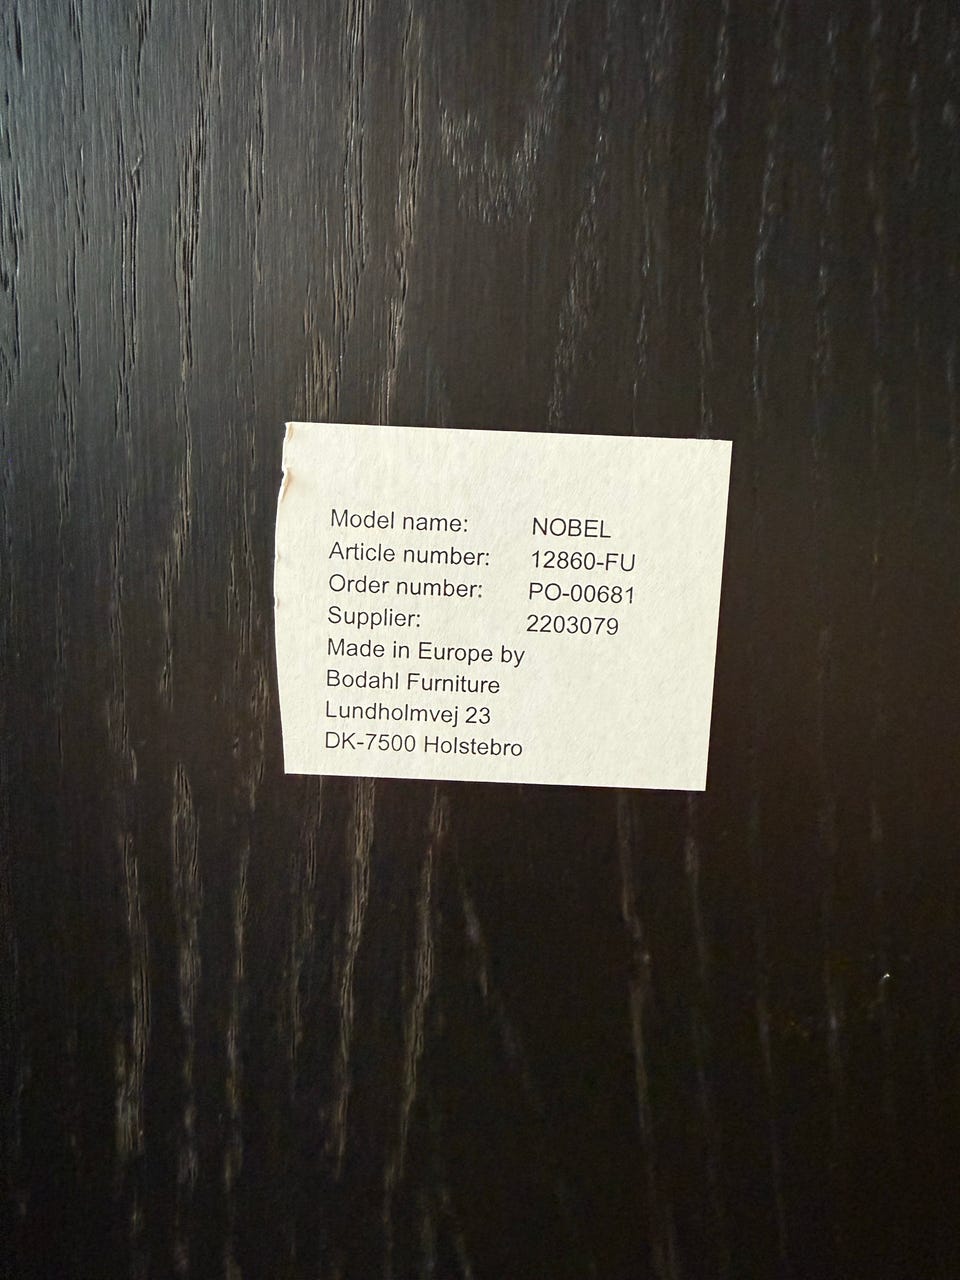 Model name: NOBEL
Article number: 12860-FU
Order number: PO-00681
Supplier: 2203079
Made in Europe by
Bodahl Furniture
Lundholmvej 23
DK-7500 Holstebro